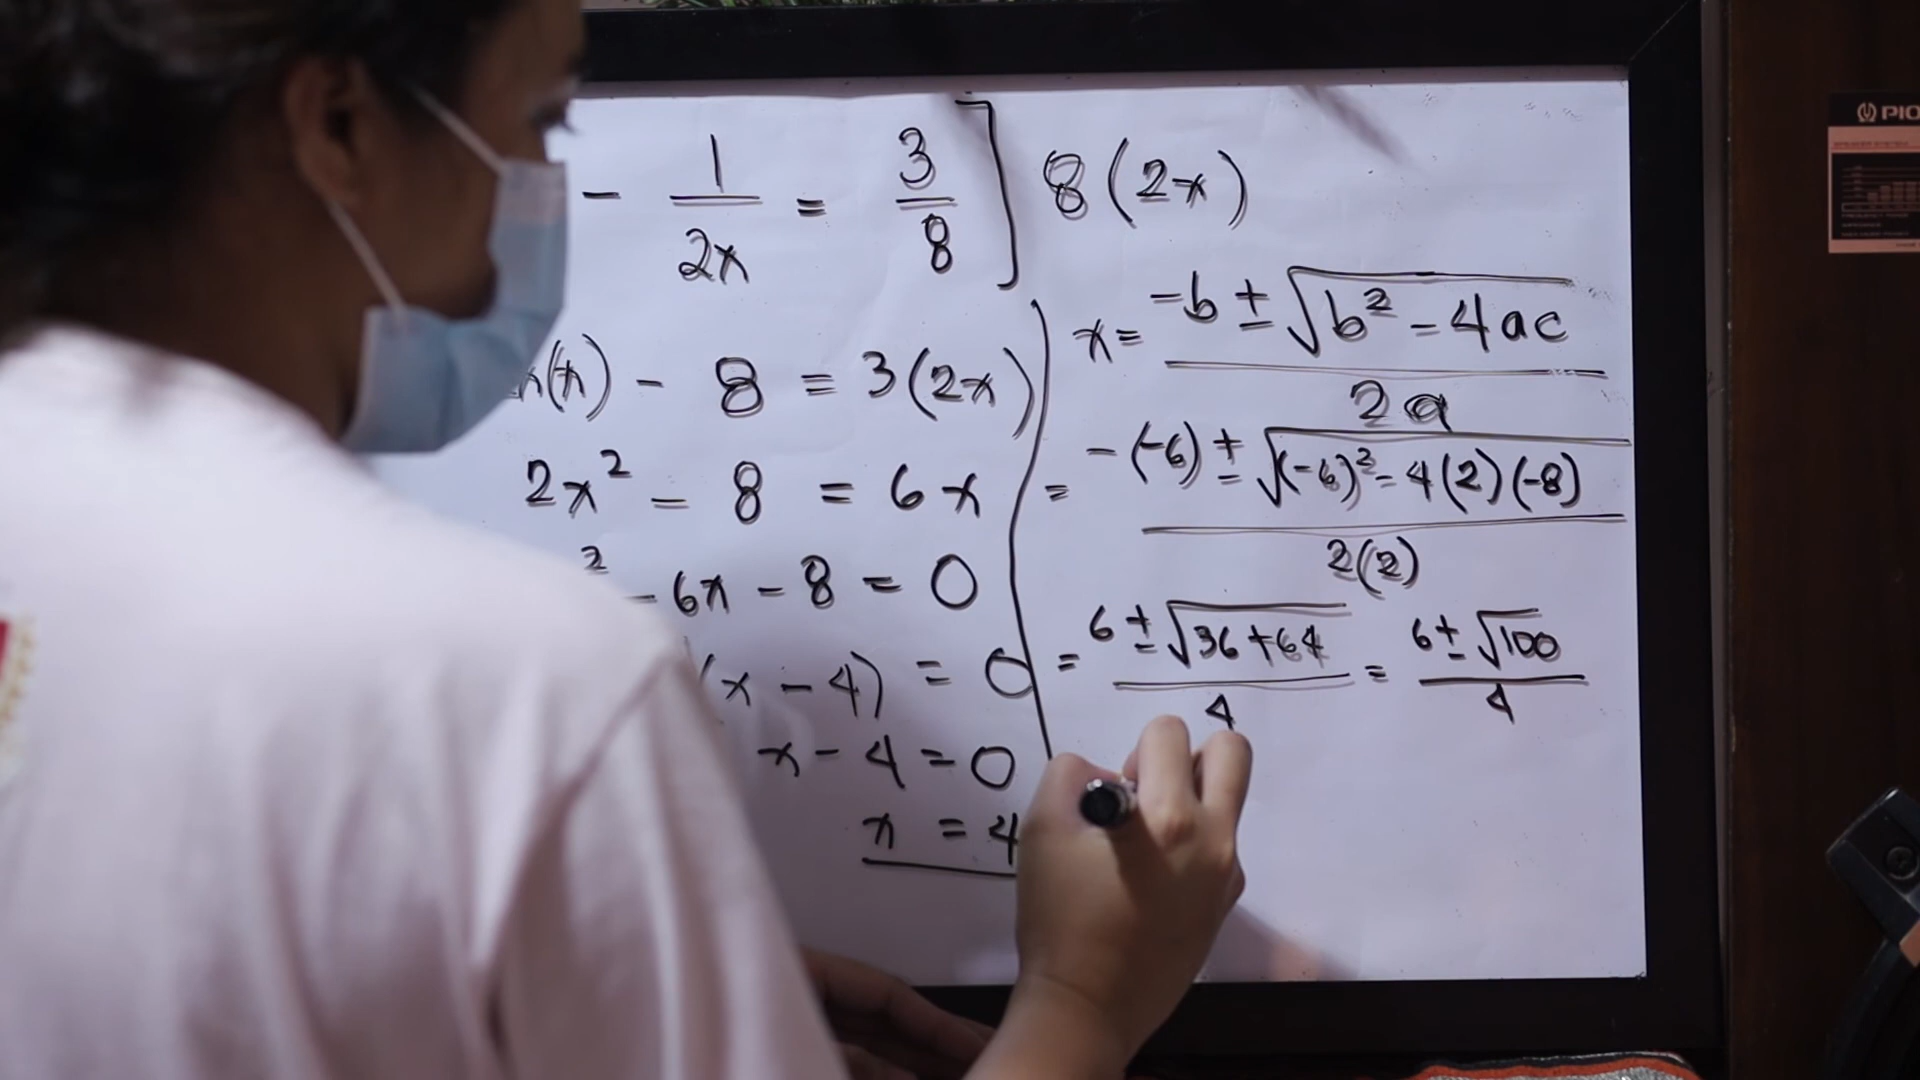 - 1/2x = 3/8 ] 8(2x)
(x) - 8 = 3(2x)
2x² - 8 = 6x
² - 6x - 8 = 0
(x - 4) = 0
x - 4 = 0
x = 4
x = -b ± √b² - 4ac / 2a
= -(-6) ± √(-6)² - 4(2)(-8) / 2(2)
= 6 ± √36 + 64 / 4 = 6 ± √100 / 4
PIO